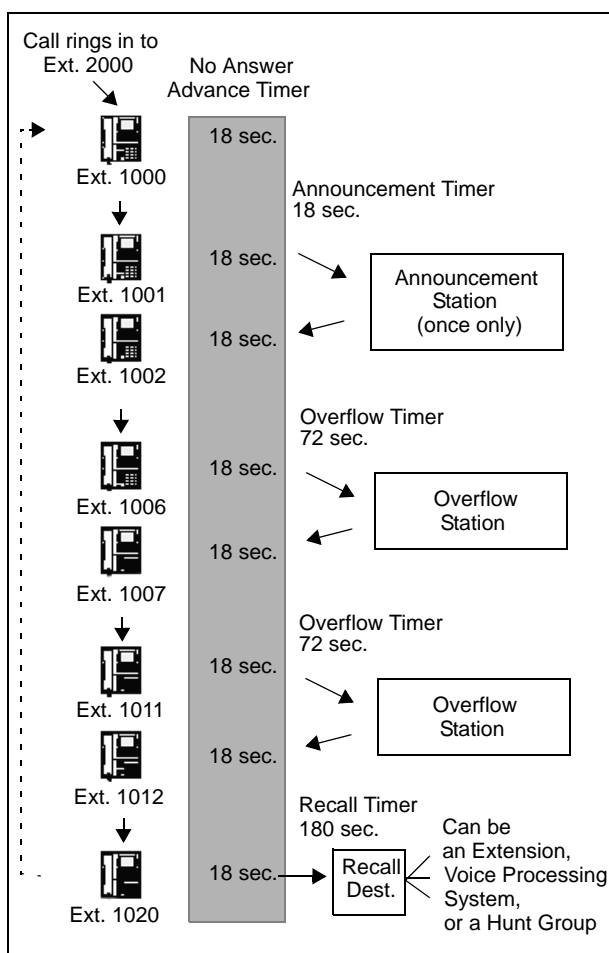 Call rings in to
Ext. 2000
No Answer
Advance Timer
18 sec.
Ext. 1000
Announcement Timer
18 sec.
18 sec.
Ext. 1001
Announcement
Station
(once only)
18 sec.
Ext. 1002
Overflow Timer
72 sec.
18 sec.
Ext. 1006
Overflow
Station
18 sec.
Ext. 1007
Overflow Timer
72 sec.
18 sec.
Ext. 1011
Overflow
Station
18 sec.
Ext. 1012
Recall Timer
180 sec.
18 sec.
Ext. 1020
Recall
Dest.
Can be
an Extension,
Voice Processing
System,
or a Hunt Group